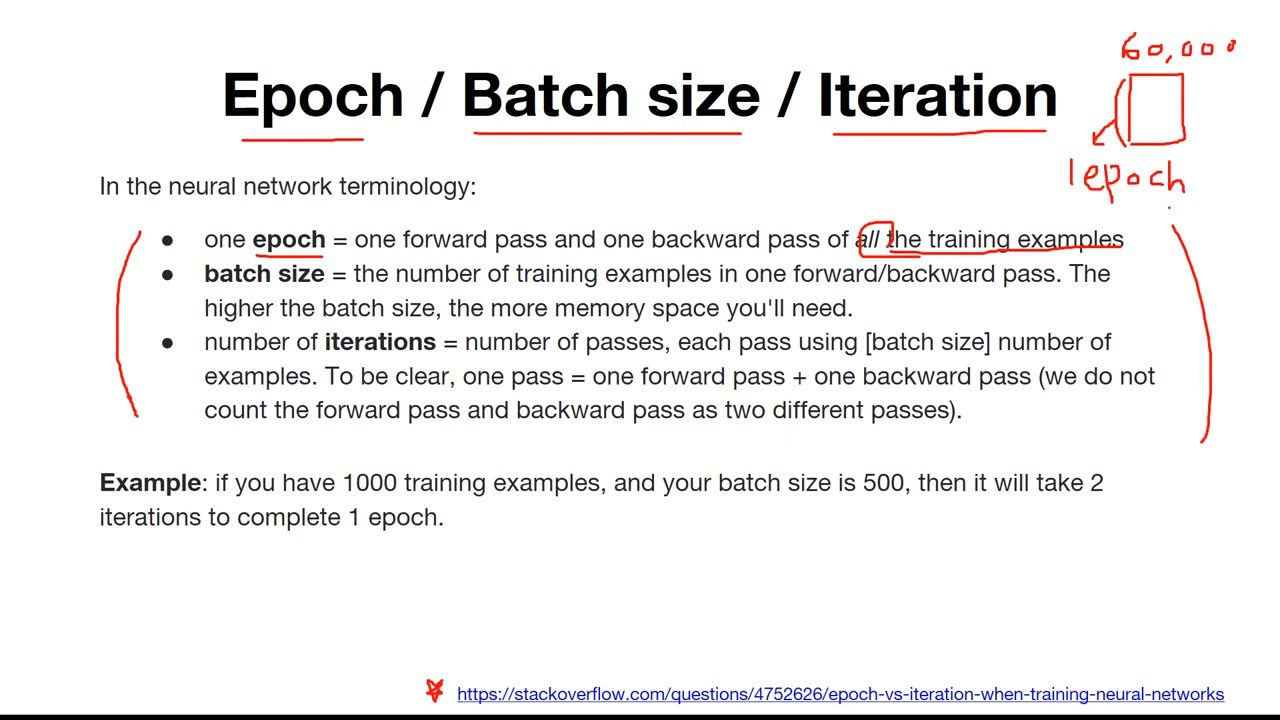 60,000
Epoch / Batch size / Iteration
1 epoch
In the neural network terminology:
● one epoch = one forward pass and one backward pass of all the training examples
● batch size = the number of training examples in one forward/backward pass. The
higher the batch size, the more memory space you'll need.
● number of iterations = number of passes, each pass using [batch size] number of
examples. To be clear, one pass = one forward pass + one backward pass (we do not
count the forward pass and backward pass as two different passes).
Example: if you have 1000 training examples, and your batch size is 500, then it will take 2
iterations to complete 1 epoch.
https://stackoverflow.com/questions/4752626/epoch-vs-iteration-when-training-neural-networks